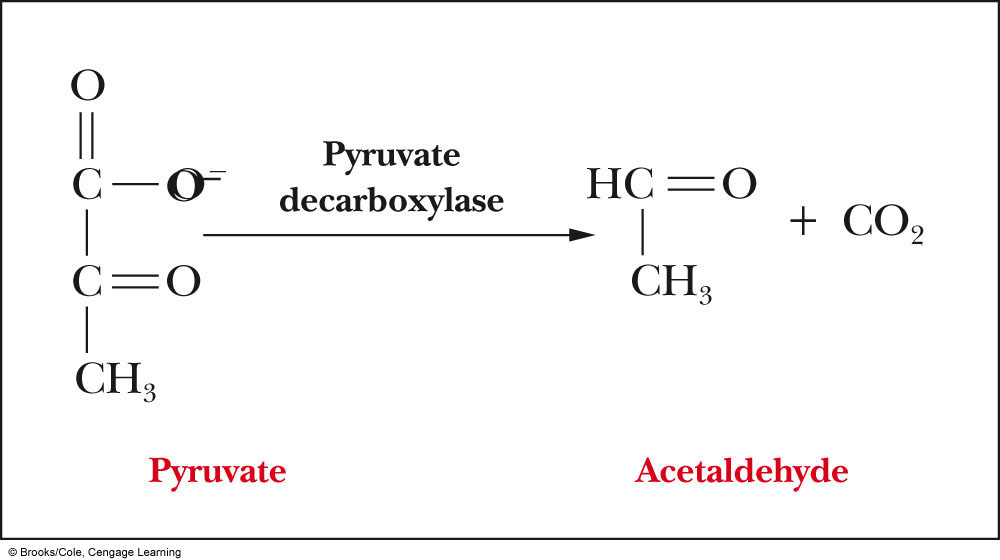 O
C—O⁻
C=O
CH₃
Pyruvate
decarboxylase
HC=O
CH₃
+ CO₂
Pyruvate
Acetaldehyde
© Brooks/Cole, Cengage Learning